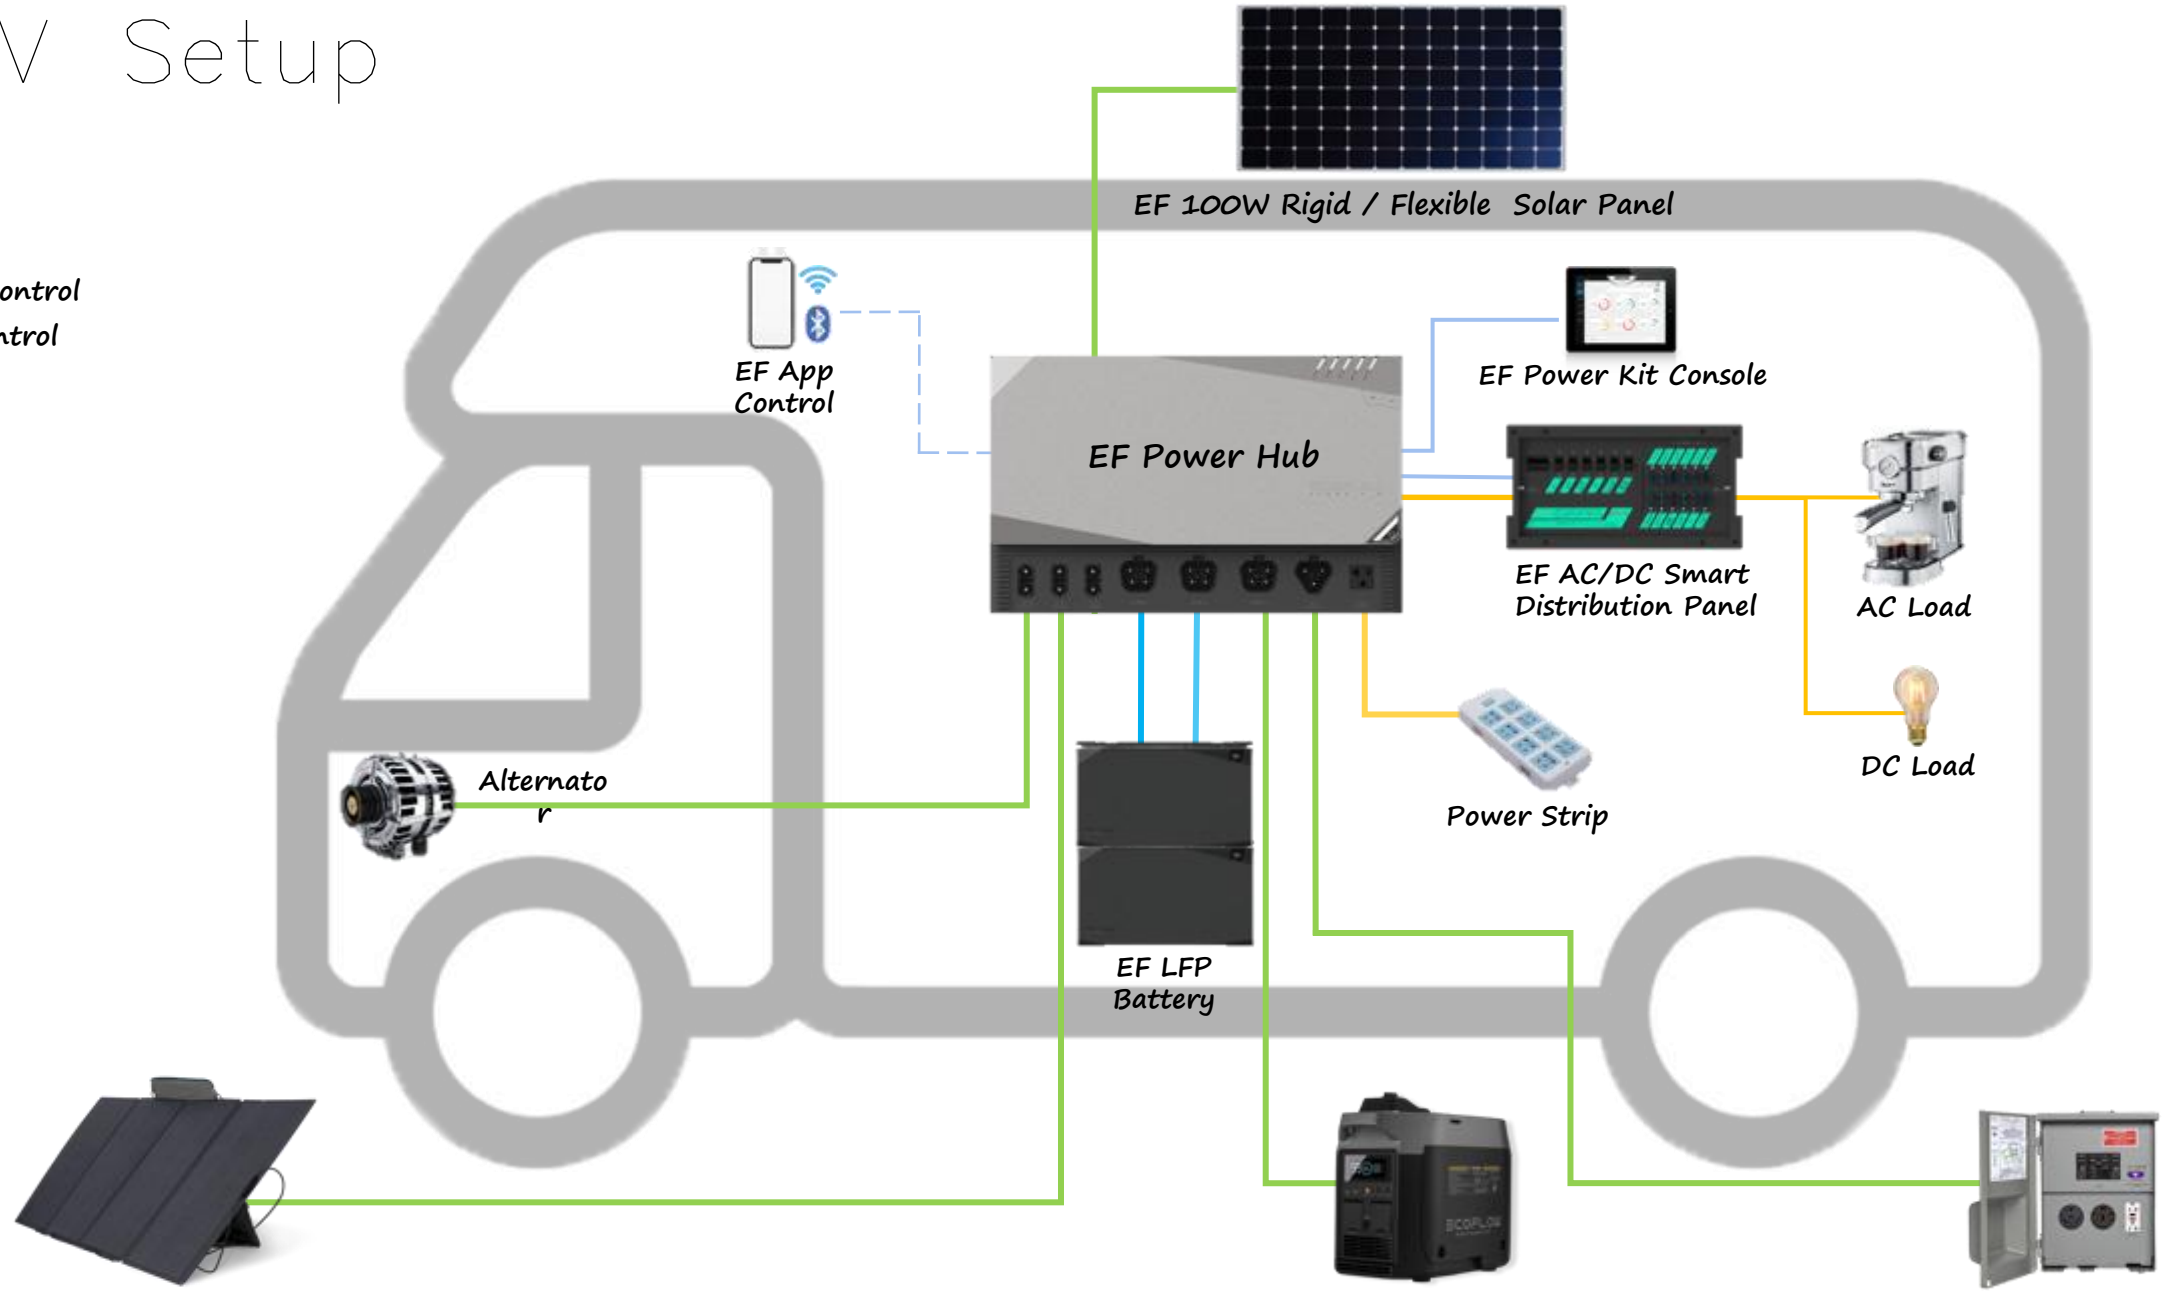 V Setup
EF 100W Rigid / Flexible Solar Panel
ontrol
ntrol
EF App
Control
EF Power Kit Console
EF Power Hub
EF AC/DC Smart
Distribution Panel
AC Load
DC Load
Alternato
r
Power Strip
EF LFP
Battery
ECOFLOW